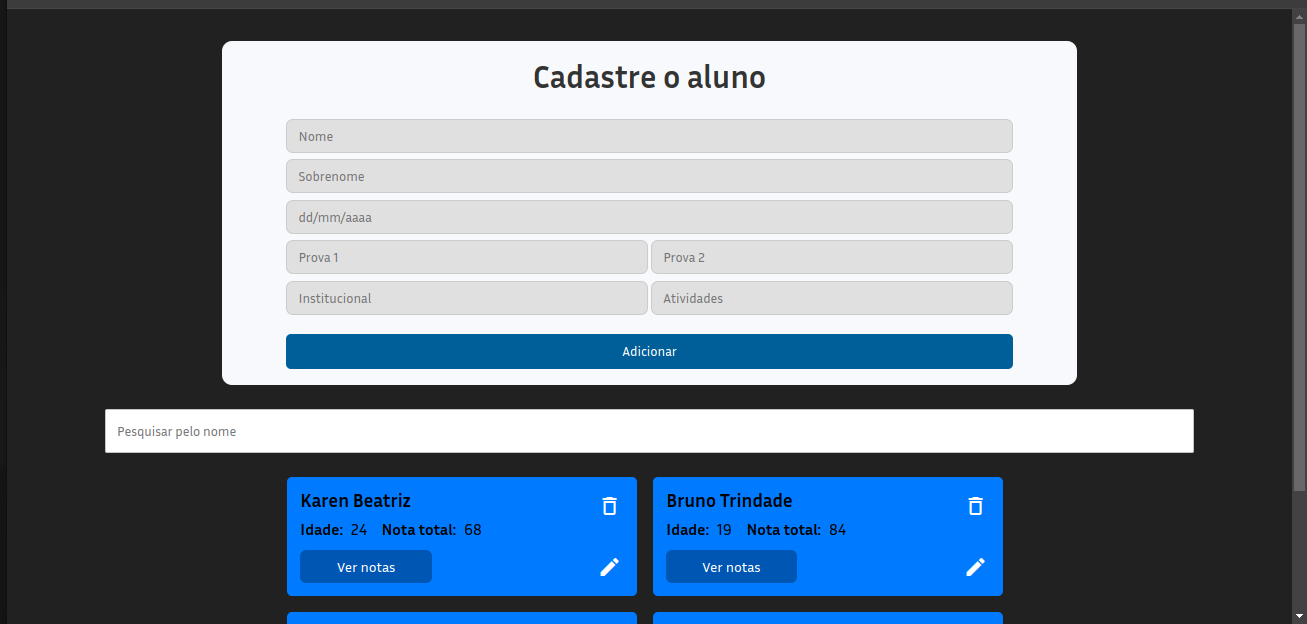 Cadastre o aluno
Nome
Sobrenome
dd/mm/aaaa
Prova 1 Prova 2
Institucional Atividades
Adicionar
Pesquisar pelo nome
Karen Beatriz Bruno Trindade
Idade: 24 Nota total: 68 Idade: 19 Nota total: 84
Ver notas Ver notas